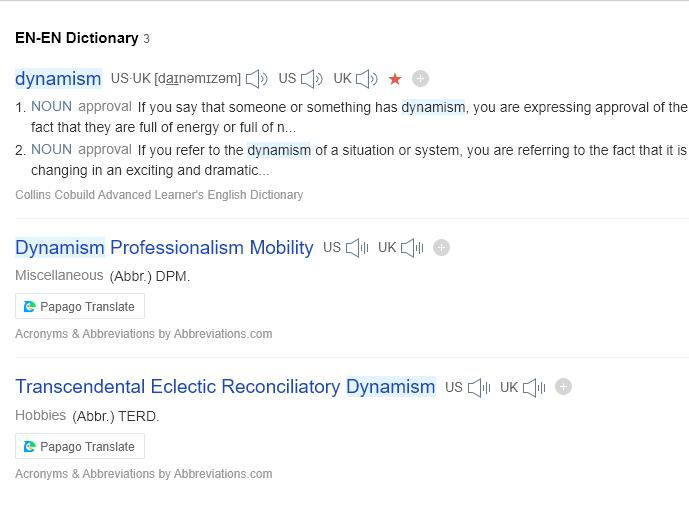 EN-EN Dictionary 3
dynamism US·UK [daɪnəmɪzəm] US UK
1. NOUN approval If you say that someone or something has dynamism, you are expressing approval of the
fact that they are full of energy or full of n...
2. NOUN approval If you refer to the dynamism of a situation or system, you are referring to the fact that it is
changing in an exciting and dramatic...
Collins Cobuild Advanced Learner's English Dictionary
Dynamism Professionalism Mobility US UK
Miscellaneous (Abbr.) DPM.
Papago Translate
Acronyms & Abbreviations by Abbreviations.com
Transcendental Eclectic Reconciliatory Dynamism US UK
Hobbies (Abbr.) TERD.
Papago Translate
Acronyms & Abbreviations by Abbreviations.com